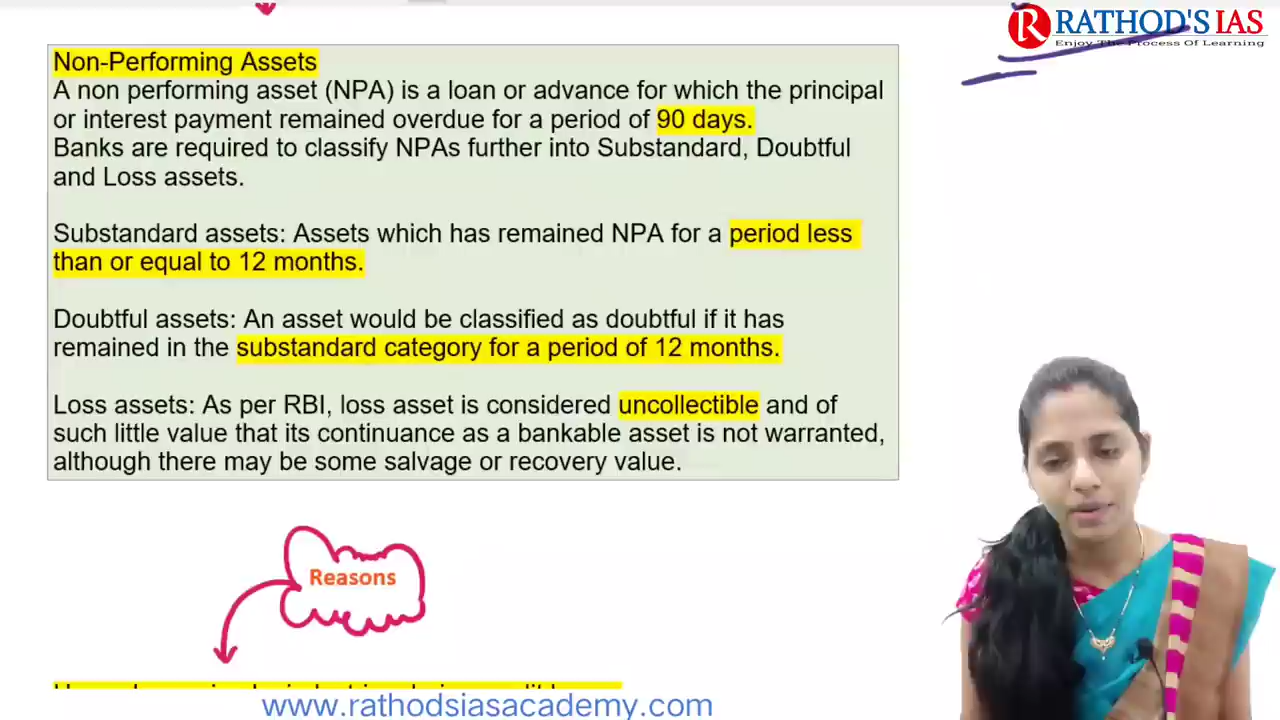 RATHOD'S IAS
Enjoy The Process Of Learning
Non-Performing Assets
A non performing asset (NPA) is a loan or advance for which the principal
or interest payment remained overdue for a period of 90 days.
Banks are required to classify NPAs further into Substandard, Doubtful
and Loss assets.
Substandard assets: Assets which has remained NPA for a period less
than or equal to 12 months.
Doubtful assets: An asset would be classified as doubtful if it has
remained in the substandard category for a period of 12 months.
Loss assets: As per RBI, loss asset is considered uncollectible and of
such little value that its continuance as a bankable asset is not warranted,
although there may be some salvage or recovery value.
Reasons
www.rathodsiasacademy.com